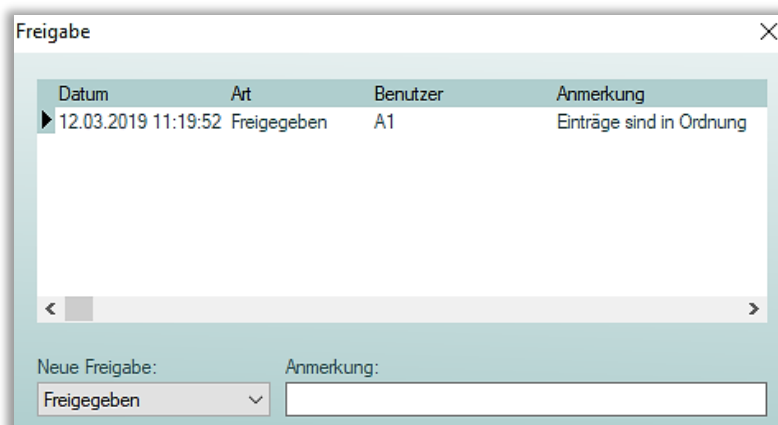 Freigabe
Datum Art Benutzer Anmerkung
12.03.2019 11:19:52 Freigegeben A1 Einträge sind in Ordnung
Neue Freigabe: Anmerkung:
Freigegeben